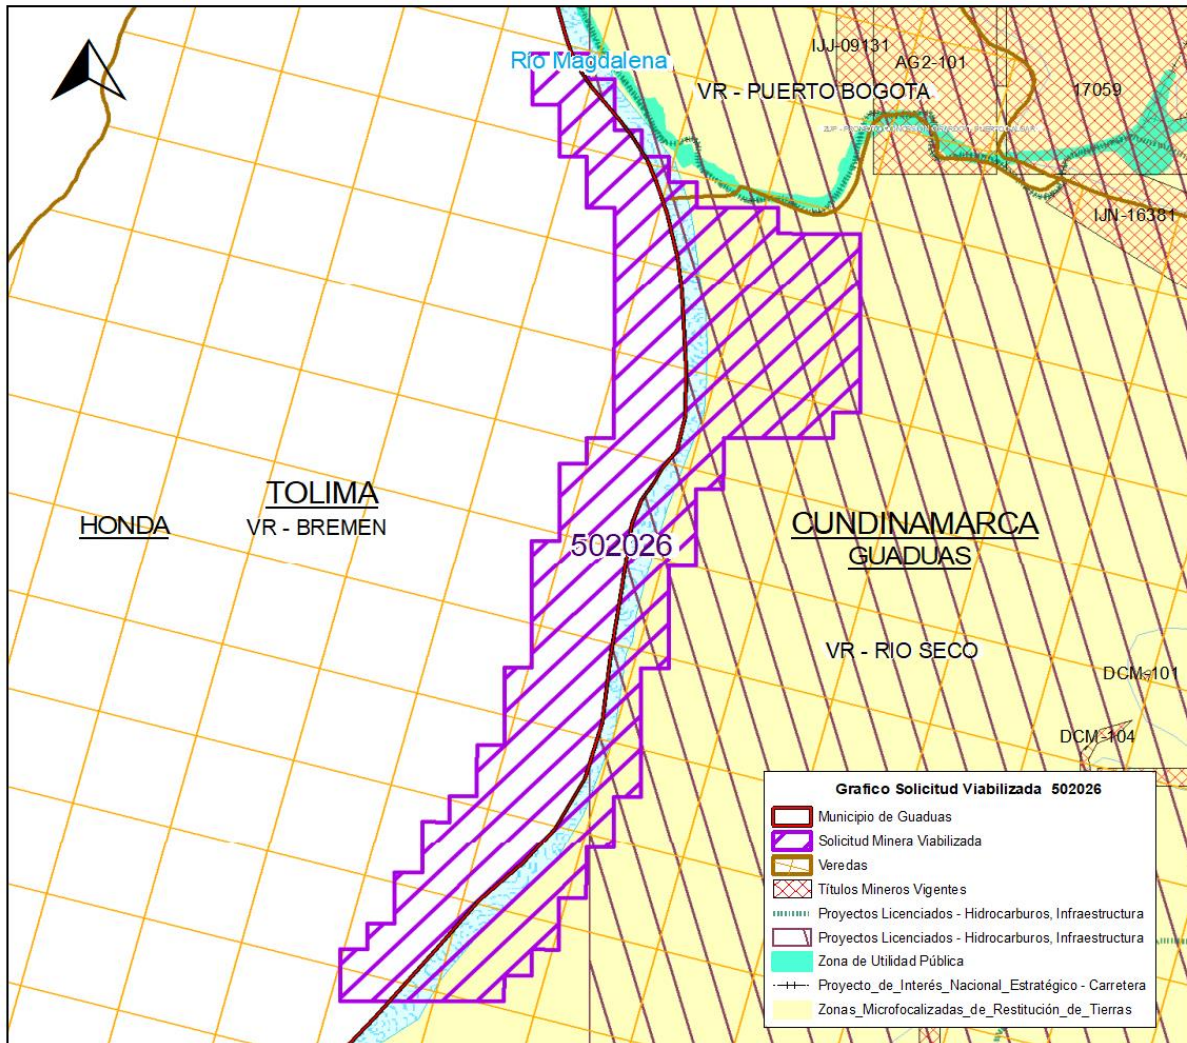 IJJ-09131
Río Magdalena
AG2-101
VR - PUERTO BOGOTA
17059
IJN-16381
TOLIMA
HONDA
VR - BREMEN
CUNDINAMARCA
502026
GUADUAS
VR - RIO SECO
DCM-101
DCM-104
Grafico Solicitud Viabilizada 502026
Municipio de Guaduas
Solicitud Minera Viabilizada
Veredas
Títulos Mineros Vigentes
Proyectos Licenciados - Hidrocarburos, Infraestructura
Proyectos Licenciados - Hidrocarburos, Infraestructura
Zona de Utilidad Pública
Proyecto_de_Interés_Nacional_Estratégico - Carretera
Zonas_Microfocalizadas_de_Restitución_de_Tierras